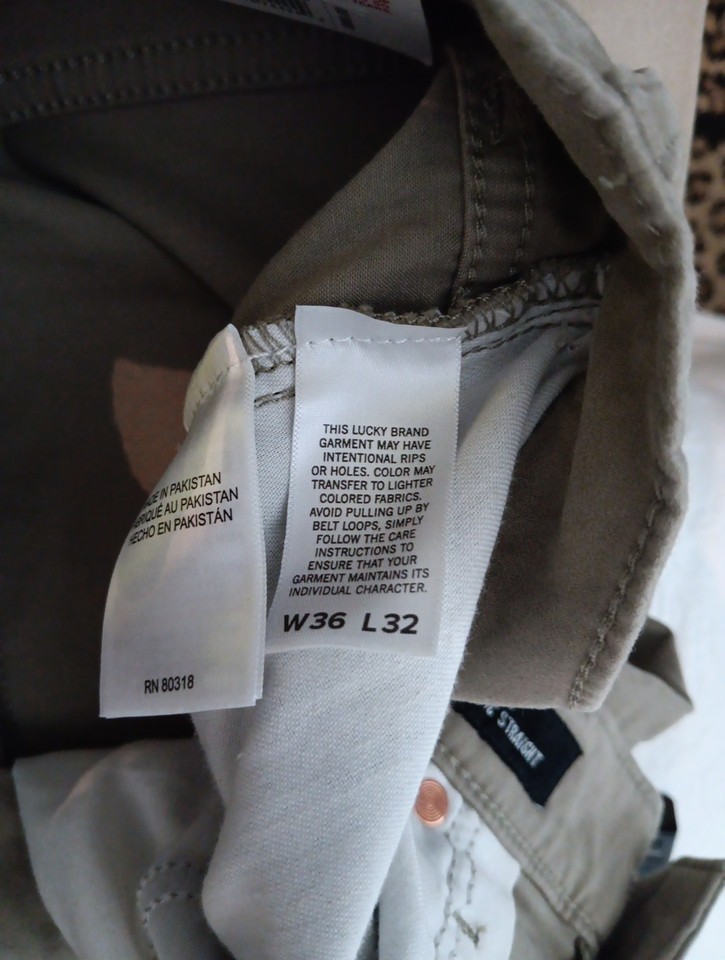 IN PAKISTAN
AU PAKISTAN
HECHO EN PAKISTÁN
RN 80318
THIS LUCKY BRAND
GARMENT MAY HAVE
INTENTIONAL RIPS
OR HOLES. COLOR MAY
TRANSFER TO LIGHTER
COLORED FABRICS.
AVOID PULLING UP BY
BELT LOOPS, SIMPLY
FOLLOW THE CARE
INSTRUCTIONS TO
ENSURE THAT YOUR
GARMENT MAINTAINS ITS
INDIVIDUAL CHARACTER.
W36 L32
STRAIGHT